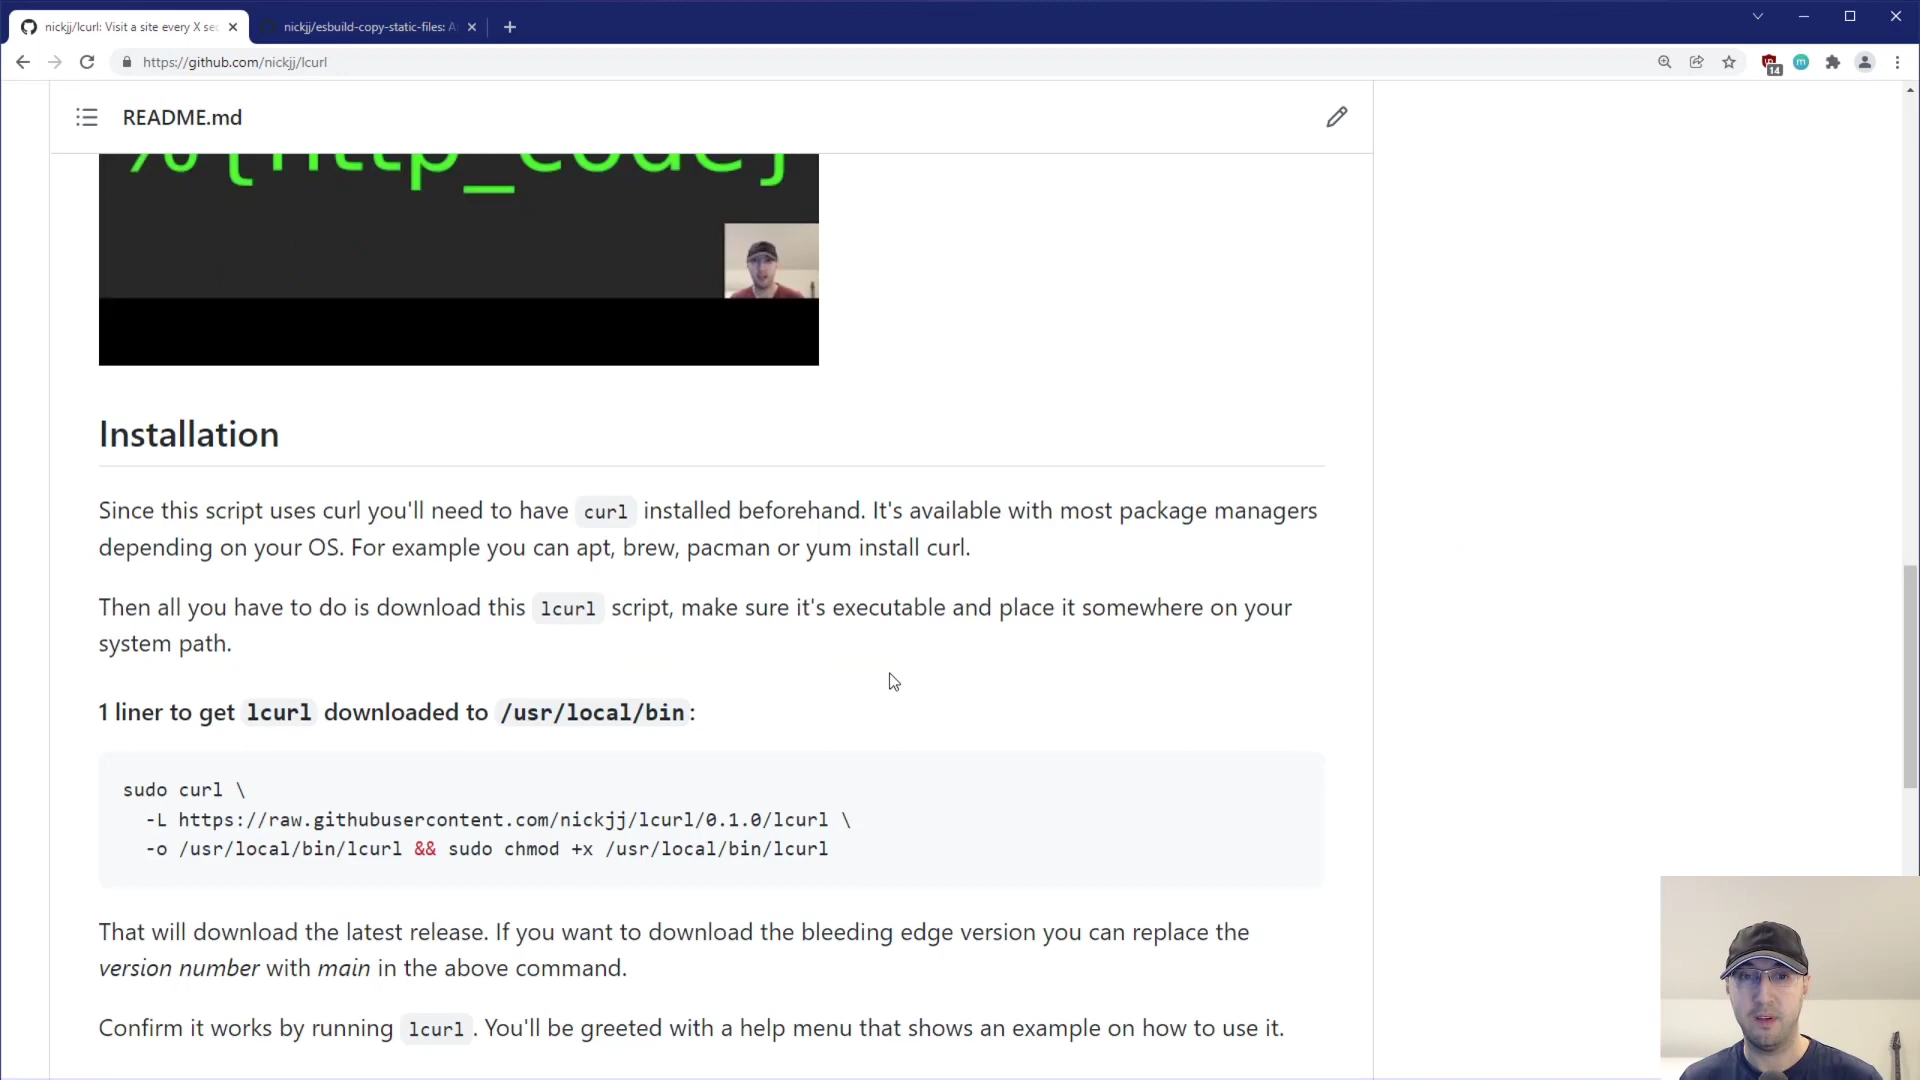 nickjj/lcurl: Visit a site every X sec
nickjj/esbuild-copy-static-files: A
https://github.com/nickjj/lcurl
14
m
README.md
%{http_code}
Installation
Since this script uses curl you'll need to have curl installed beforehand. It's available with most package managers
depending on your OS. For example you can apt, brew, pacman or yum install curl.
Then all you have to do is download this lcurl script, make sure it's executable and place it somewhere on your
system path.
1 liner to get lcurl downloaded to /usr/local/bin:
sudo curl \
-L https://raw.githubusercontent.com/nickjj/lcurl/0.1.0/lcurl \
-o /usr/local/bin/lcurl && sudo chmod +x /usr/local/bin/lcurl
That will download the latest release. If you want to download the bleeding edge version you can replace the
version number with main in the above command.
Confirm it works by running lcurl. You'll be greeted with a help menu that shows an example on how to use it.